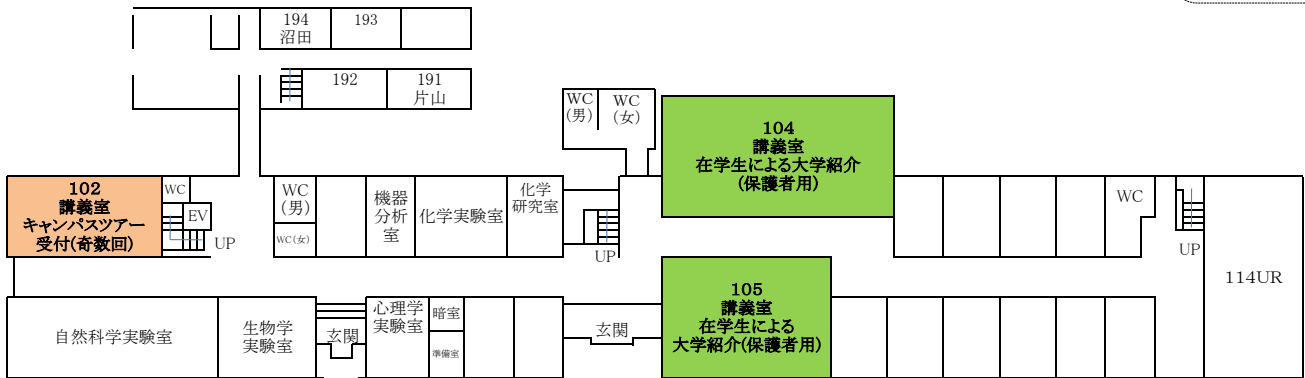 194
沼田
193
192
191
片山
WC
(男)
WC
(女)
104
講義室
在学生による大学紹介
(保護者用)
102
講義室
キャンパスツアー
受付(奇数回)
WC
EV
UP
WC
(男)
WC(女)
機器
分析
室
化学実験室
化学
研究室
UP
WC
UP
114UR
105
講義室
在学生による
大学紹介(保護者用)
自然科学実験室
生物学
実験室
玄関
心理学
実験室
暗室
準備室
玄関